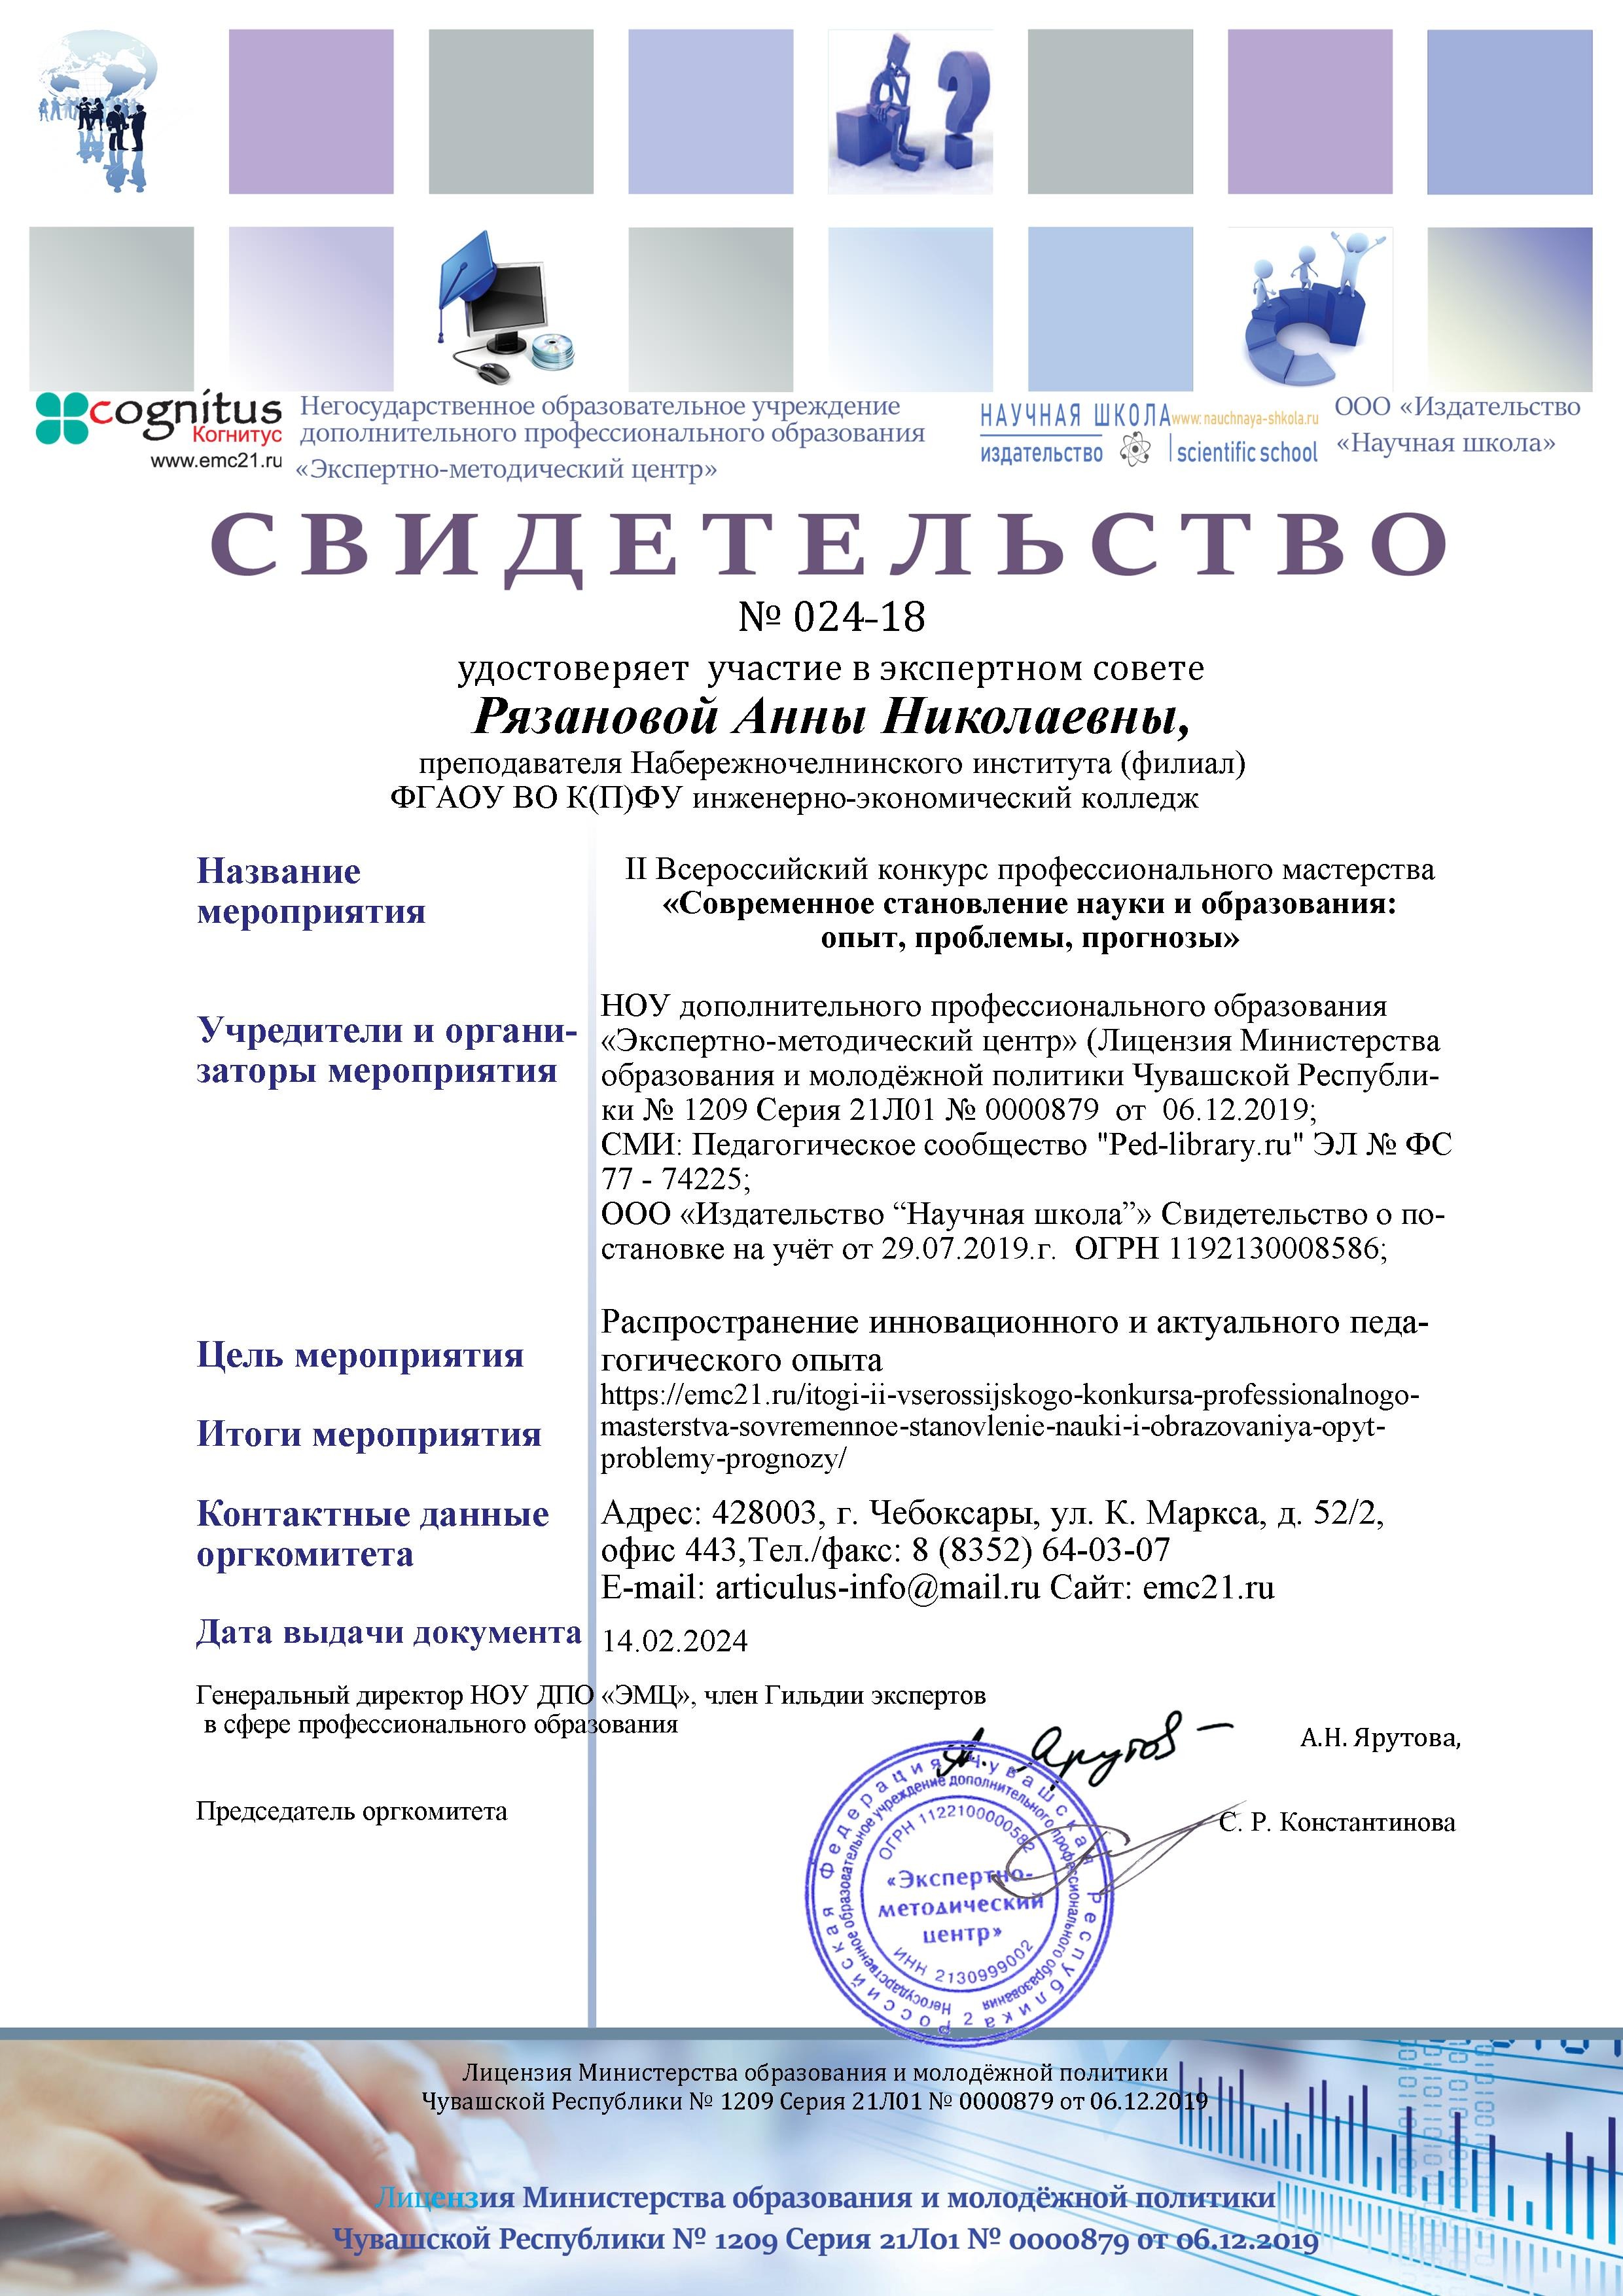 cognitus
Когнитус
www.emc21.ru
Негосударственное образовательное учреждение
дополнительного профессионального образования
«Экспертно-методический центр»
НАУЧНАЯ ШКОЛА www.nauchnaya-shkola.ru
издательство scientific school
ООО «Издательство
«Научная школа»
СВИДЕТЕЛЬСТВО
№ 024-18
удостоверяет участие в экспертном совете
Рязановой Анны Николаевны,
преподавателя Набережночелнинского института (филиал)
ФГАОУ ВО К(П)ФУ инженерно-экономический колледж
Название
мероприятия
II Всероссийский конкурс профессионального мастерства
«Современное становление науки и образования:
опыт, проблемы, прогнозы»
Учредители и органи-
заторы мероприятия
НОУ дополнительного профессионального образования
«Экспертно-методический центр» (Лицензия Министерства
образования и молодёжной политики Чувашской Республи-
ки № 1209 Серия 21Л01 № 0000879 от 06.12.2019;
СМИ: Педагогическое сообщество "Ped-library.ru" ЭЛ № ФС
77 - 74225;
ООО «Издательство “Научная школа”» Свидетельство о по-
становке на учёт от 29.07.2019.г. ОГРН 1192130008586;
Цель мероприятия
Распространение инновационного и актуального педа-
гогического опыта
Итоги мероприятия
https://emc21.ru/itogi-ii-vserossijskogo-konkursa-professionalnogo-
masterstva-sovremennoe-stanovlenie-nauki-i-obrazovaniya-opyt-
problemy-prognozy/
Контактные данные
оргкомитета
Адрес: 428003, г. Чебоксары, ул. К. Маркса, д. 52/2,
офис 443,Тел./факс: 8 (8352) 64-03-07
E-mail: articulus-info@mail.ru Сайт: emc21.ru
Дата выдачи документа
14.02.2024
Генеральный директор НОУ ДПО «ЭМЦ», член Гильдии экспертов
в сфере профессионального образования
А.Н. Ярутова,
Председатель оргкомитета
С. Р. Константинова
Российская Федерация Чувашская Республика 2
Негосударственное образовательное учреждение дополнительного профессионального образования
ОГРН 1122100000582
«Экспертно-
методический
центр»
ИНН 2130999002
Лицензия Министерства образования и молодёжной политики
Чувашской Республики № 1209 Серия 21Л01 № 0000879 от 06.12.2019
Лицензия Министерства образования и молодёжной политики
Чувашской Республики № 1209 Серия 21Л01 № 0000879 от 06.12.2019